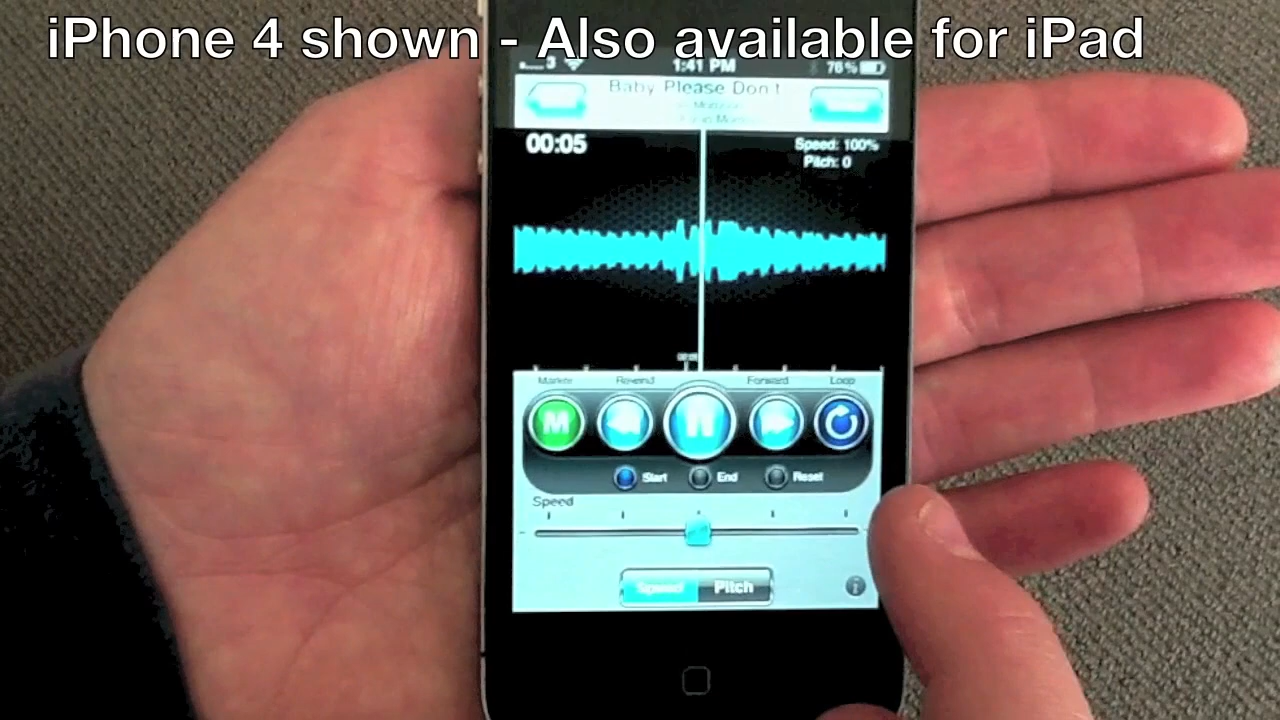 iPhone 4 shown - Also available for iPad
3 1:41 PM 76%
Baby Please Don't
00:05
Speed: 100%
Pitch: 0
Marker Rewind Forward Loop
M
Start End Reset
Speed
Speed Pitch
i